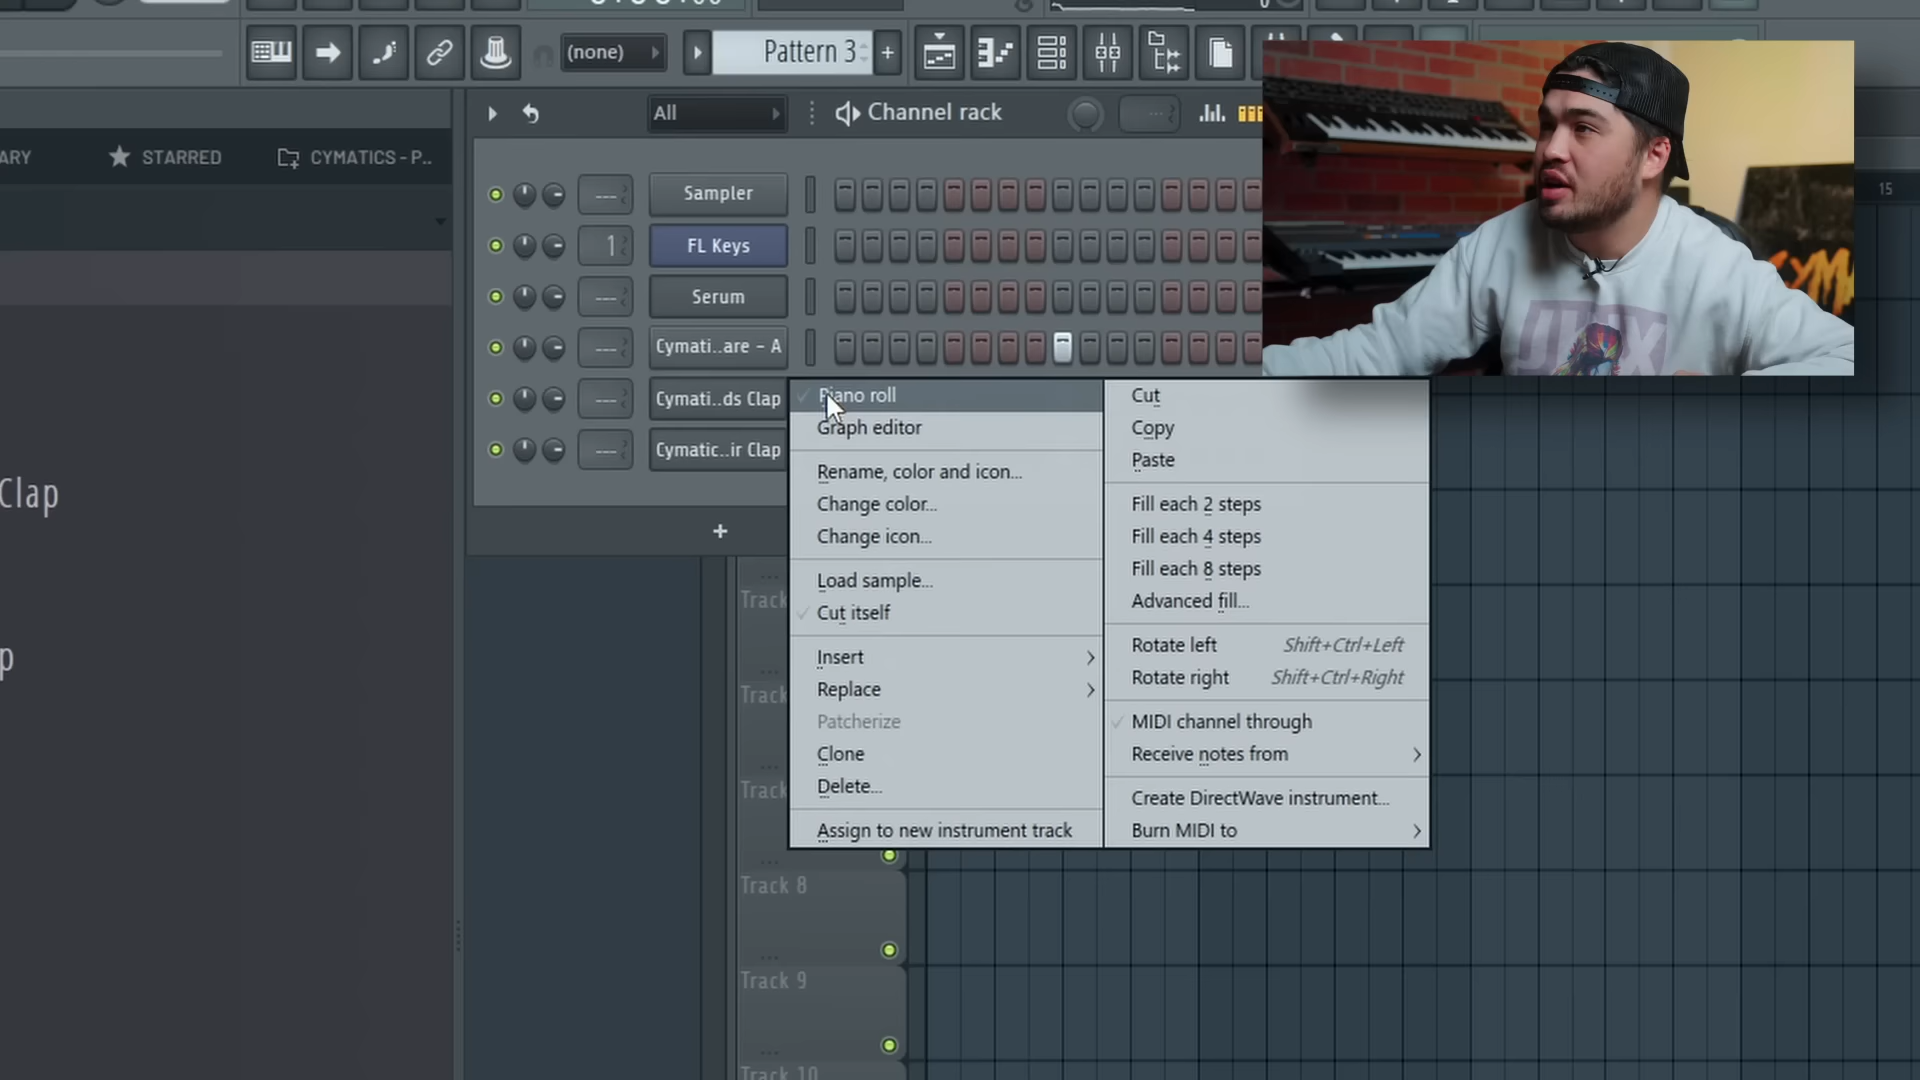 (none)
Pattern 3
+
All
Channel rack
ARY
STARRED
CYMATICS - P..
15
Sampler
1
FL Keys
Serum
Cymati..are - A
Cymati..ds Clap
Cymatic..ir Clap
+
Clap
p
Piano roll
Graph editor
Rename, color and icon...
Change color...
Change icon...
Load sample...
Cut itself
Insert
Replace
Patcherize
Clone
Delete...
Assign to new instrument track
Cut
Copy
Paste
Fill each 2 steps
Fill each 4 steps
Fill each 8 steps
Advanced fill...
Rotate left Shift+Ctrl+Left
Rotate right Shift+Ctrl+Right
MIDI channel through
Receive notes from
Create DirectWave instrument...
Burn MIDI to
Track
Track
Track
Track 8
Track 9
Track 10